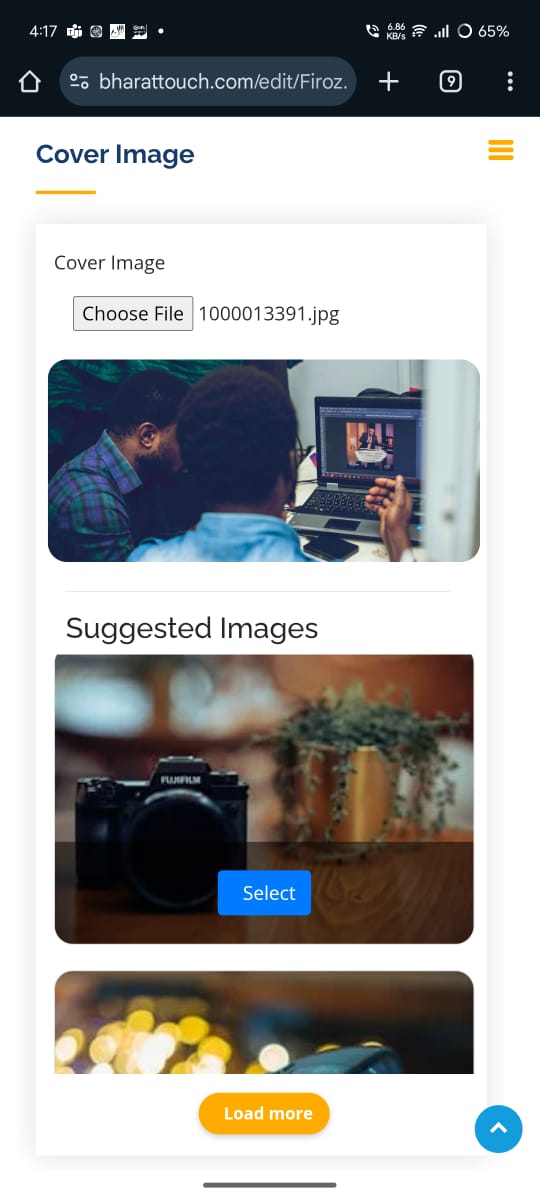 4:17 6.86 KB/s 65%
bharattouch.com/edit/Firoz. 9
Cover Image
Cover Image
Choose File 1000013391.jpg
Suggested Images
FUJIFILM
Select
Load more